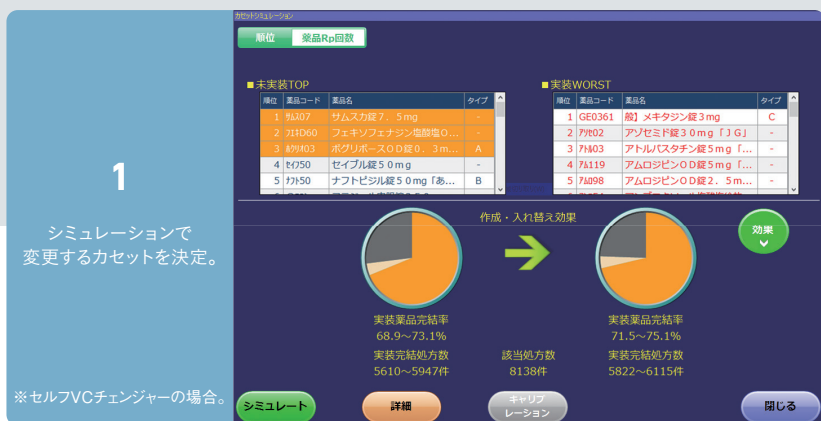 1
シミュレーションで
変更するカセットを決定。
※セルフVCチェンジャーの場合。
カセットシミュレーション
順位 薬品Rp回数
■未実装TOP
順位 薬品コード 薬品名 タイプ
1 ｻﾑｽ07 サムスカ錠７．５mg -
2 ﾌｴｷD60 フェキソフェナジン塩酸塩O... -
3 ﾎｸﾘﾎ03 ボグリボースＯＤ錠０．３m... A
4 ｾｲﾌ50 セイブル錠５０mg -
5 ﾅﾌﾄ50 ナフトピジル錠５０mg「あ... B
■実装WORST
順位 薬品コード 薬品名 タイプ
1 GE0361 般］メキタジン錠３mg C
2 ｱｿｾ02 アゾセミド錠３０mg「ＪＧ」 -
3 ｱﾄﾙ03 アトルバスタチン錠５mg「... -
4 ｱﾑ119 アムロジピンＯＤ錠５mg「... -
5 ｱﾑ098 アムロジピンＯＤ錠２．５m... -
作成・入れ替え効果
効果
実装薬品完結率
68.9～73.1%
実装完結処方数
5610～5947件
該当処方数
8138件
実装薬品完結率
71.5～75.1%
実装完結処方数
5822～6115件
シミュレート
詳細
キャリブ
レーション
閉じる